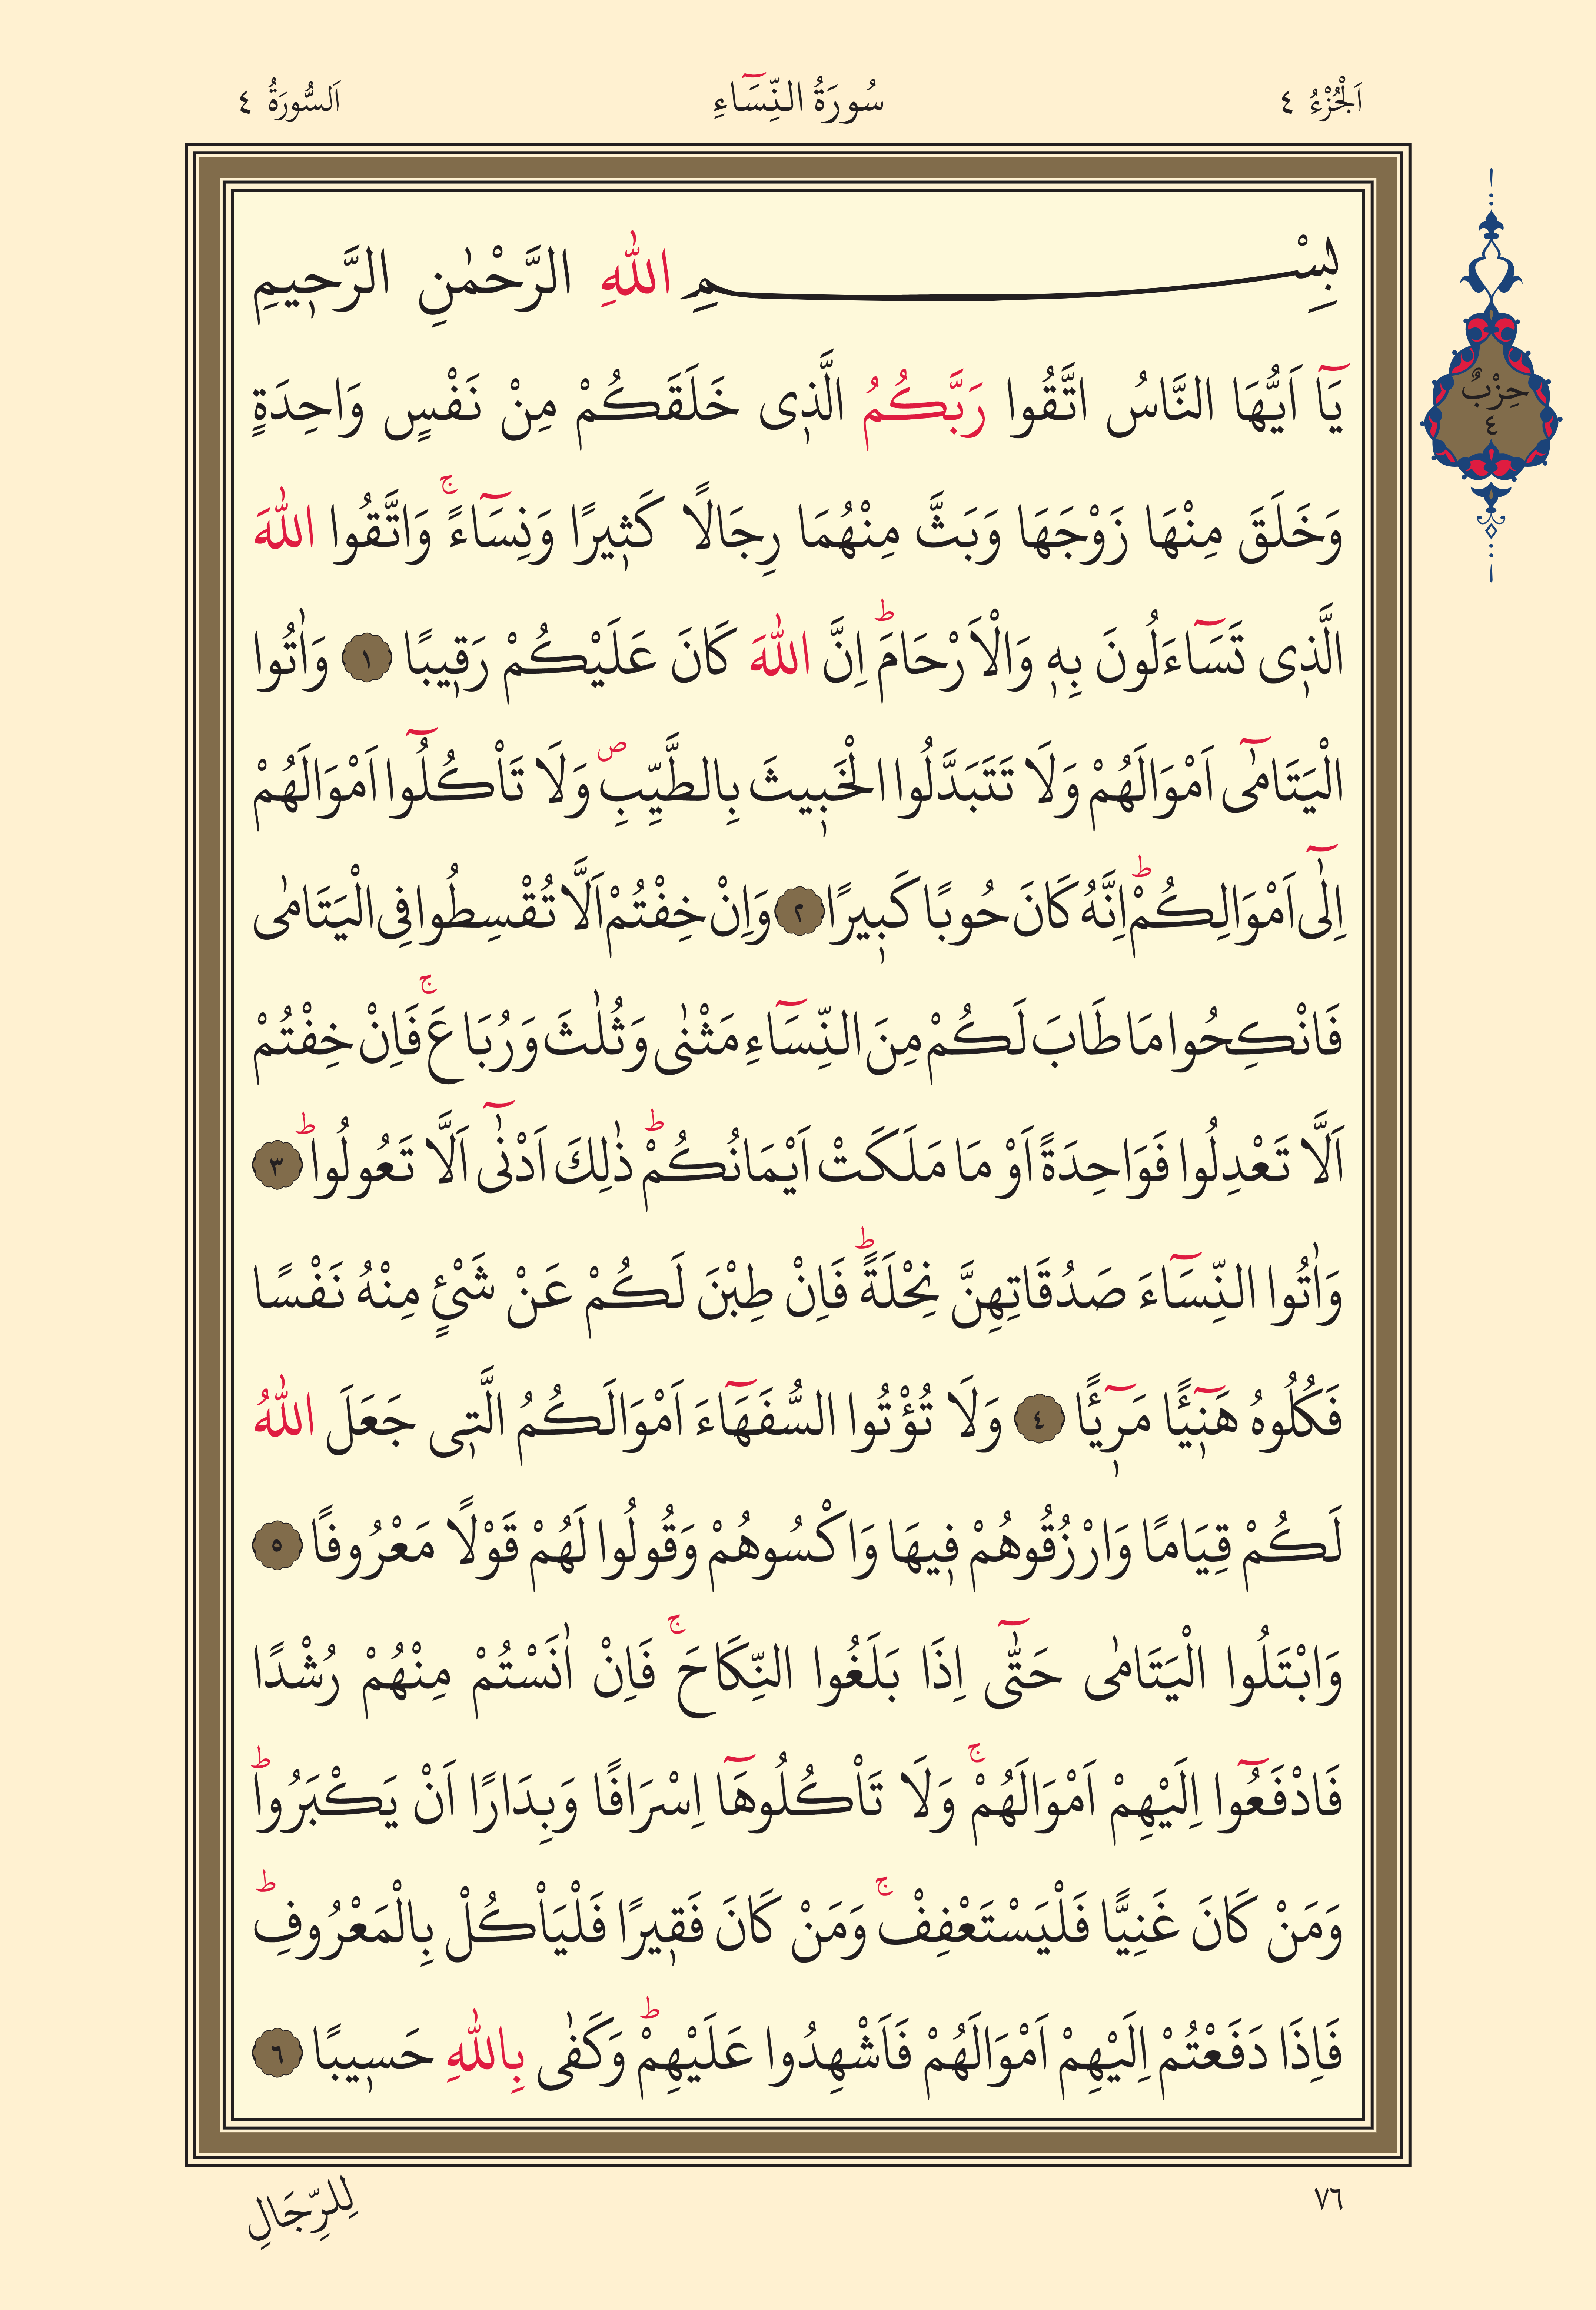 اَلْجُزْءُ ٤
سُورَةُ النِّسَٓاءِ
اَلسُّورَةُ ٤
حِزْبٌ
٤
بِسْمِ اللّٰهِ الرَّحْمٰنِ الرَّحٖيمِ
يَٓا اَيُّهَا النَّاسُ اتَّقُوا رَبَّكُمُ الَّذٖى خَلَقَكُمْ مِنْ نَفْسٍ وَاحِدَةٍ
وَخَلَقَ مِنْهَا زَوْجَهَا وَبَثَّ مِنْهُمَا رِجَالًا كَثٖيرًا وَنِسَٓاءًۚ وَاتَّقُوا اللّٰهَ
الَّذٖى تَسَٓاءَلُونَ بِهٖ وَالْاَرْحَامَؕ اِنَّ اللّٰهَ كَانَ عَلَيْكُمْ رَقٖيبًا ١ وَاٰتُوا
الْيَتَامٰٓى اَمْوَالَهُمْ وَلَا تَتَبَدَّلُوا الْخَبٖيثَ بِالطَّيِّبِࣕ وَلَا تَاْكُلُٓوا اَمْوَالَهُمْ
اِلٰٓى اَمْوَالِكُمْؕ اِنَّهُ كَانَ حُوبًا كَبٖيرًا ٢ وَاِنْ خِفْتُمْ اَلَّا تُقْسِطُوا فِى الْيَتَامٰى
فَانْكِحُوا مَا طَابَ لَكُمْ مِنَ النِّسَٓاءِ مَثْنٰى وَثُلٰثَ وَرُبَاعَۚ فَاِنْ خِفْتُمْ
اَلَّا تَعْدِلُوا فَوَاحِدَةً اَوْ مَا مَلَكَتْ اَيْمَانُكُمْؕ ذٰلِكَ اَدْنٰٓى اَلَّا تَعُولُواؕ ٣
وَاٰتُوا النِّسَٓاءَ صَدُقَاتِهِنَّ نِحْلَةًؕ فَاِنْ طِبْنَ لَكُمْ عَنْ شَىْءٍ مِنْهُ نَفْسًا
فَكُلُوهُ هَنٖٓيـًٔا مَرٖٓيـًٔا ٤ وَلَا تُؤْتُوا السُّفَهَٓاءَ اَمْوَالَكُمُ الَّتٖى جَعَلَ اللّٰهُ
لَكُمْ قِيَامًا وَارْزُقُوهُمْ فٖيهَا وَاكْسُوهُمْ وَقُولُوا لَهُمْ قَوْلًا مَعْرُوفًا ٥
وَابْتَلُوا الْيَتَامٰى حَتّٰٓى اِذَا بَلَغُوا النِّكَاحَۚ فَاِنْ اٰنَسْتُمْ مِنْهُمْ رُشْدًا
فَادْفَعُٓوا اِلَيْهِمْ اَمْوَالَهُمْۚ وَلَا تَاْكُلُوهَٓا اِسْرَافًا وَبِدَارًا اَنْ يَكْبَرُواؕ
وَمَنْ كَانَ غَنِيًّا فَلْيَسْتَعْفِفْۚ وَمَنْ كَانَ فَقٖيرًا فَلْيَاْكُلْ بِالْمَعْرُوفِؕ
فَاِذَا دَفَعْتُمْ اِلَيْهِمْ اَمْوَالَهُمْ فَاَشْهِدُوا عَلَيْهِمْؕ وَكَفٰى بِاللّٰهِ حَسٖيبًا ٦
٧٦
لِلرِّجَالِ